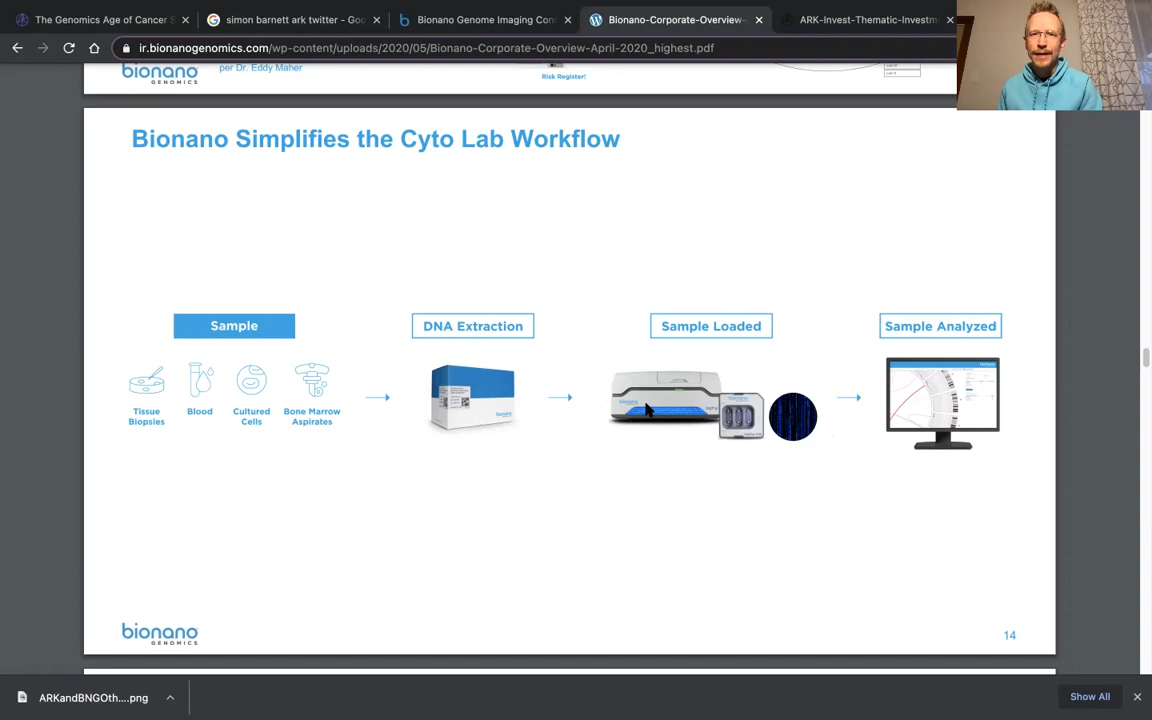 The Genomics Age of Cancer S
simon barnett ark twitter - Goo
Bionano Genome Imaging Con
Bionano-Corporate-Overview-
ARK-Invest-Thematic-Investm
ir.bionanogenomics.com/wp-content/uploads/2020/05/Bionano-Corporate-Overview-April-2020_highest.pdf
bionano
GENOMICS
per Dr. Eddy Maher
Risk Register!
Bionano Simplifies the Cyto Lab Workflow
Sample
DNA Extraction
Sample Loaded
Sample Analyzed
Tissue
Biopsies
Blood
Cultured
Cells
Bone Marrow
Aspirates
bionano
GENOMICS
14
ARKandBNGOth....png
Show All